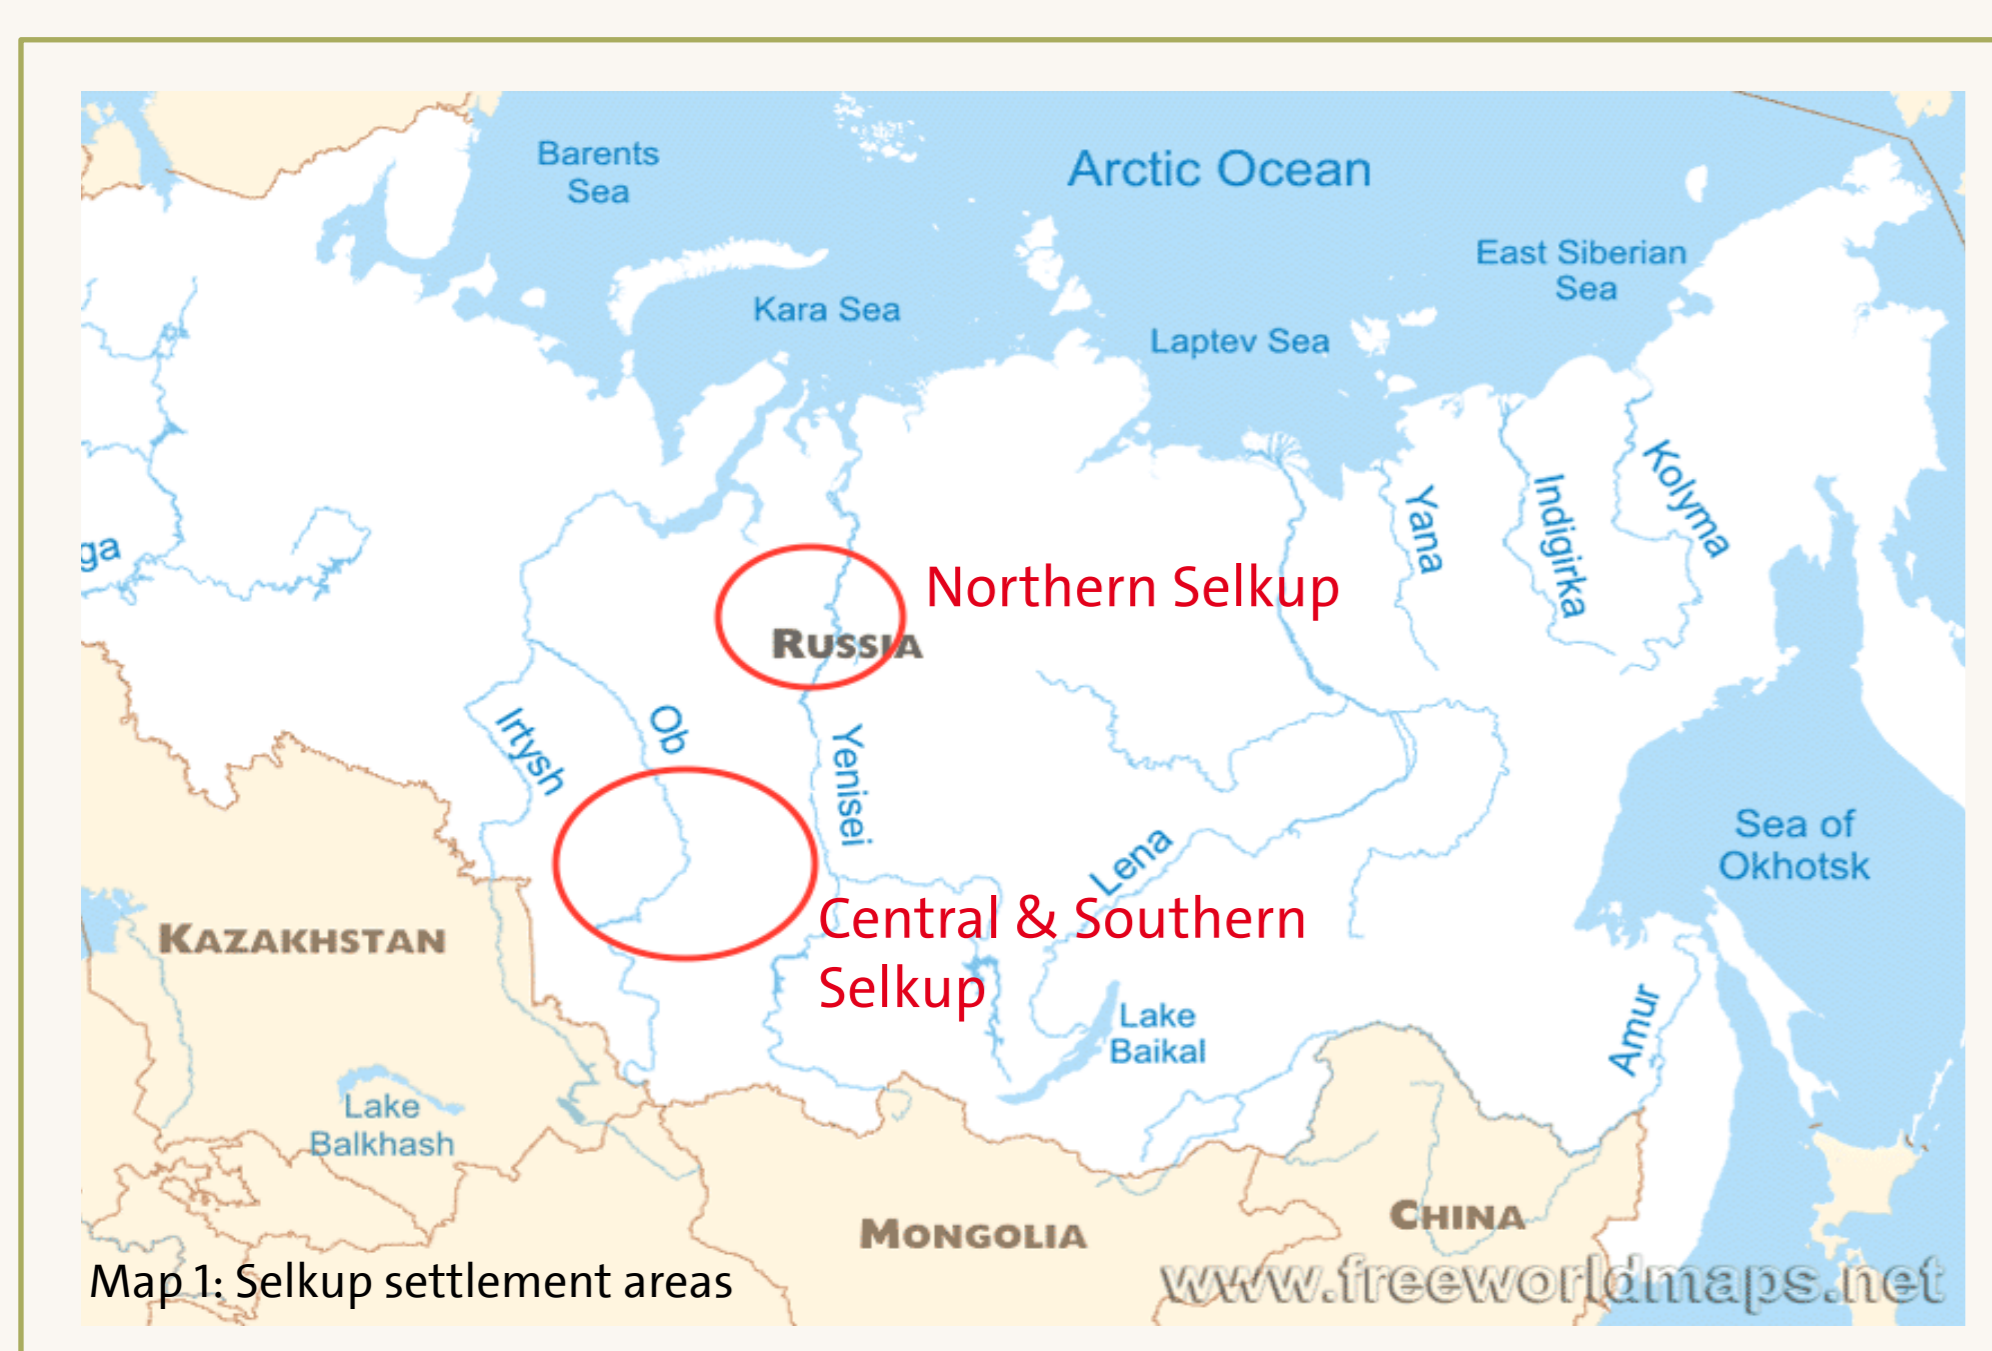 Barents
Sea
Arctic Ocean
East Siberian
Sea
Kara Sea
Laptev Sea
Kolyma
Indigirka
Yana
ga
Northern Selkup
RUSSIA
Ob
Irtysh
Yenisei
Lena
Sea of
Okhotsk
KAZAKHSTAN
Central & Southern
Selkup
Lake
Baikal
Amur
Lake
Balkhash
MONGOLIA
CHINA
Map 1: Selkup settlement areas
www.freeworldmaps.net